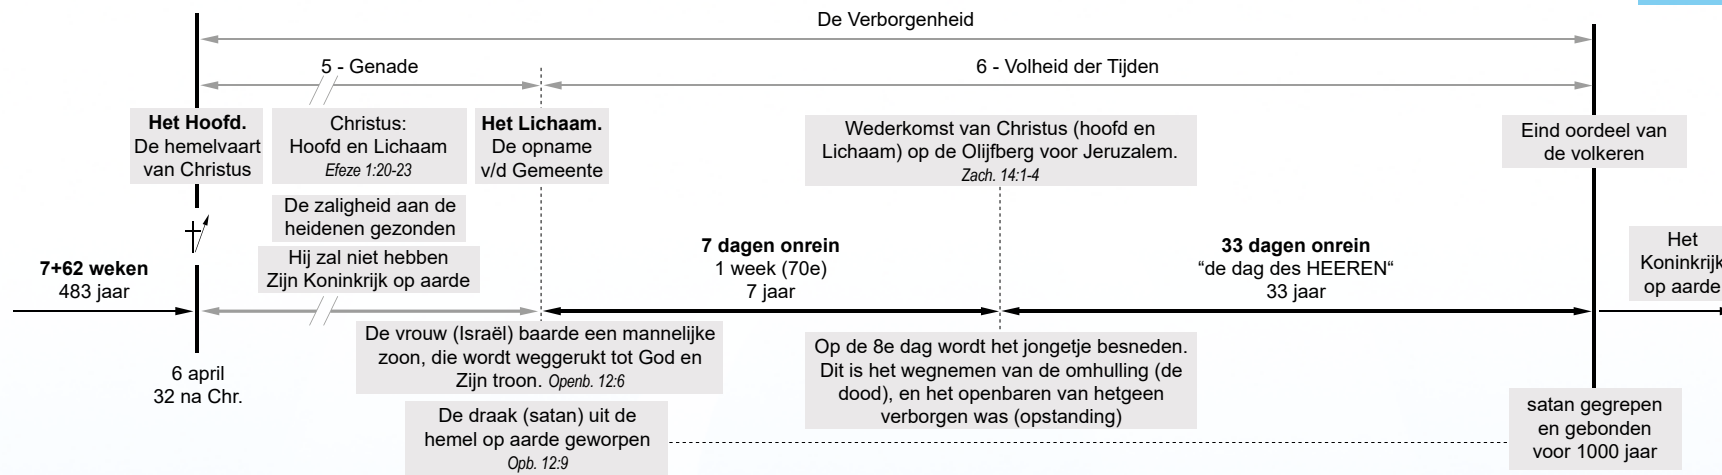 De Verborgenheid
5 - Genade
6 - Volheid der Tijden
Het Hoofd.
De hemelvaart
van Christus
Christus:
Hoofd en Lichaam
Efeze 1:20-23
Het Lichaam.
De opname
v/d Gemeente
Wederkomst van Christus (hoofd en
Lichaam) op de Olijfberg voor Jeruzalem.
Zach. 14:1-4
Eind oordeel van
de volkeren
De zaligheid aan de
heidenen gezonden
Hij zal niet hebben
Zijn Koninkrijk op aarde
7+62 weken
483 jaar
7 dagen onrein
1 week (70e)
7 jaar
33 dagen onrein
“de dag des HEEREN“
33 jaar
Het
Koninkrijk
op aarde
De vrouw (Israël) baarde een mannelijke
zoon, die wordt weggerukt tot God en
Zijn troon. Openb. 12:6
Op de 8e dag wordt het jongetje besneden.
Dit is het wegnemen van de omhulling (de
dood), en het openbaren van hetgeen
verborgen was (opstanding)
6 april
32 na Chr.
De draak (satan) uit de
hemel op aarde geworpen
Opb. 12:9
satan gegrepen
en gebonden
voor 1000 jaar